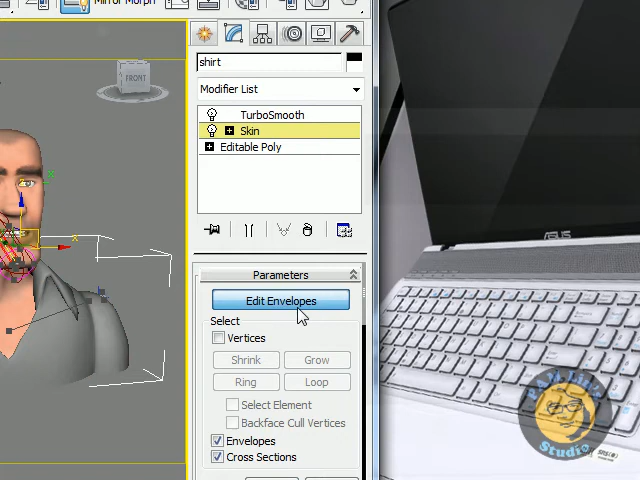 Mirror Morph
shirt
FRONT
Modifier List
TurboSmooth
Skin
Editable Poly
x
x
ASUS
Parameters
Edit Envelopes
Select
Vertices
Shrink
Grow
Ring
Loop
Select Element
Backface Cull Vertices
Envelopes
Cross Sections
Studio